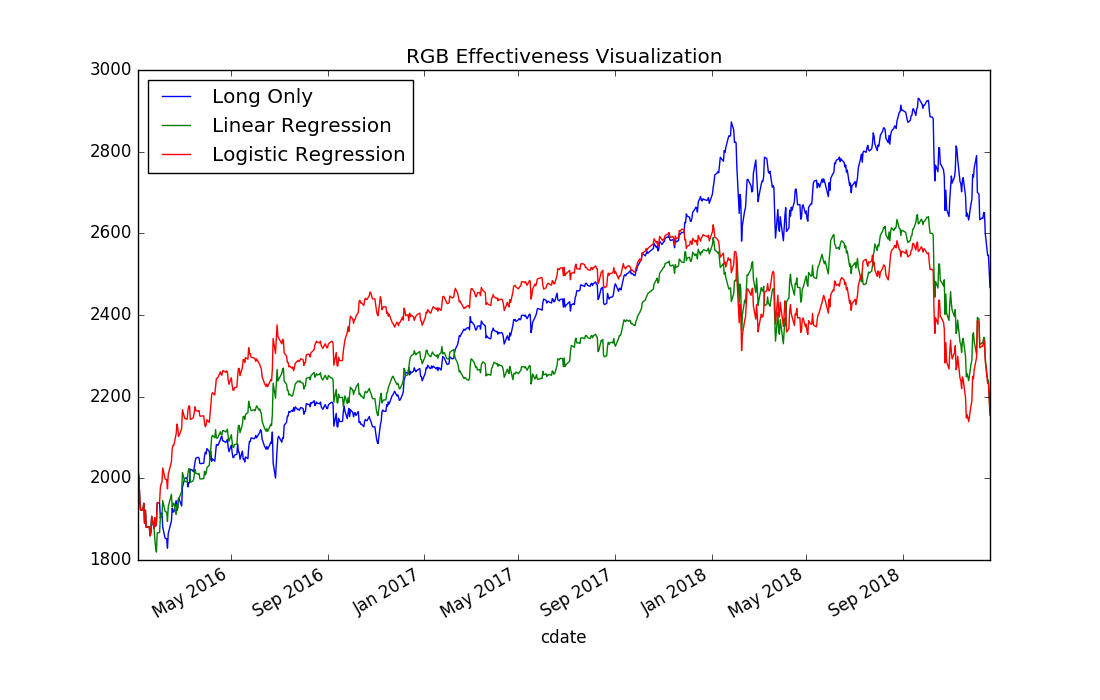 RGB Effectiveness Visualization
3000
2800
2600
2400
2200
2000
1800
Long Only
Linear Regression
Logistic Regression
May 2016
Sep 2016
Jan 2017
May 2017
Sep 2017
Jan 2018
May 2018
Sep 2018
cdate